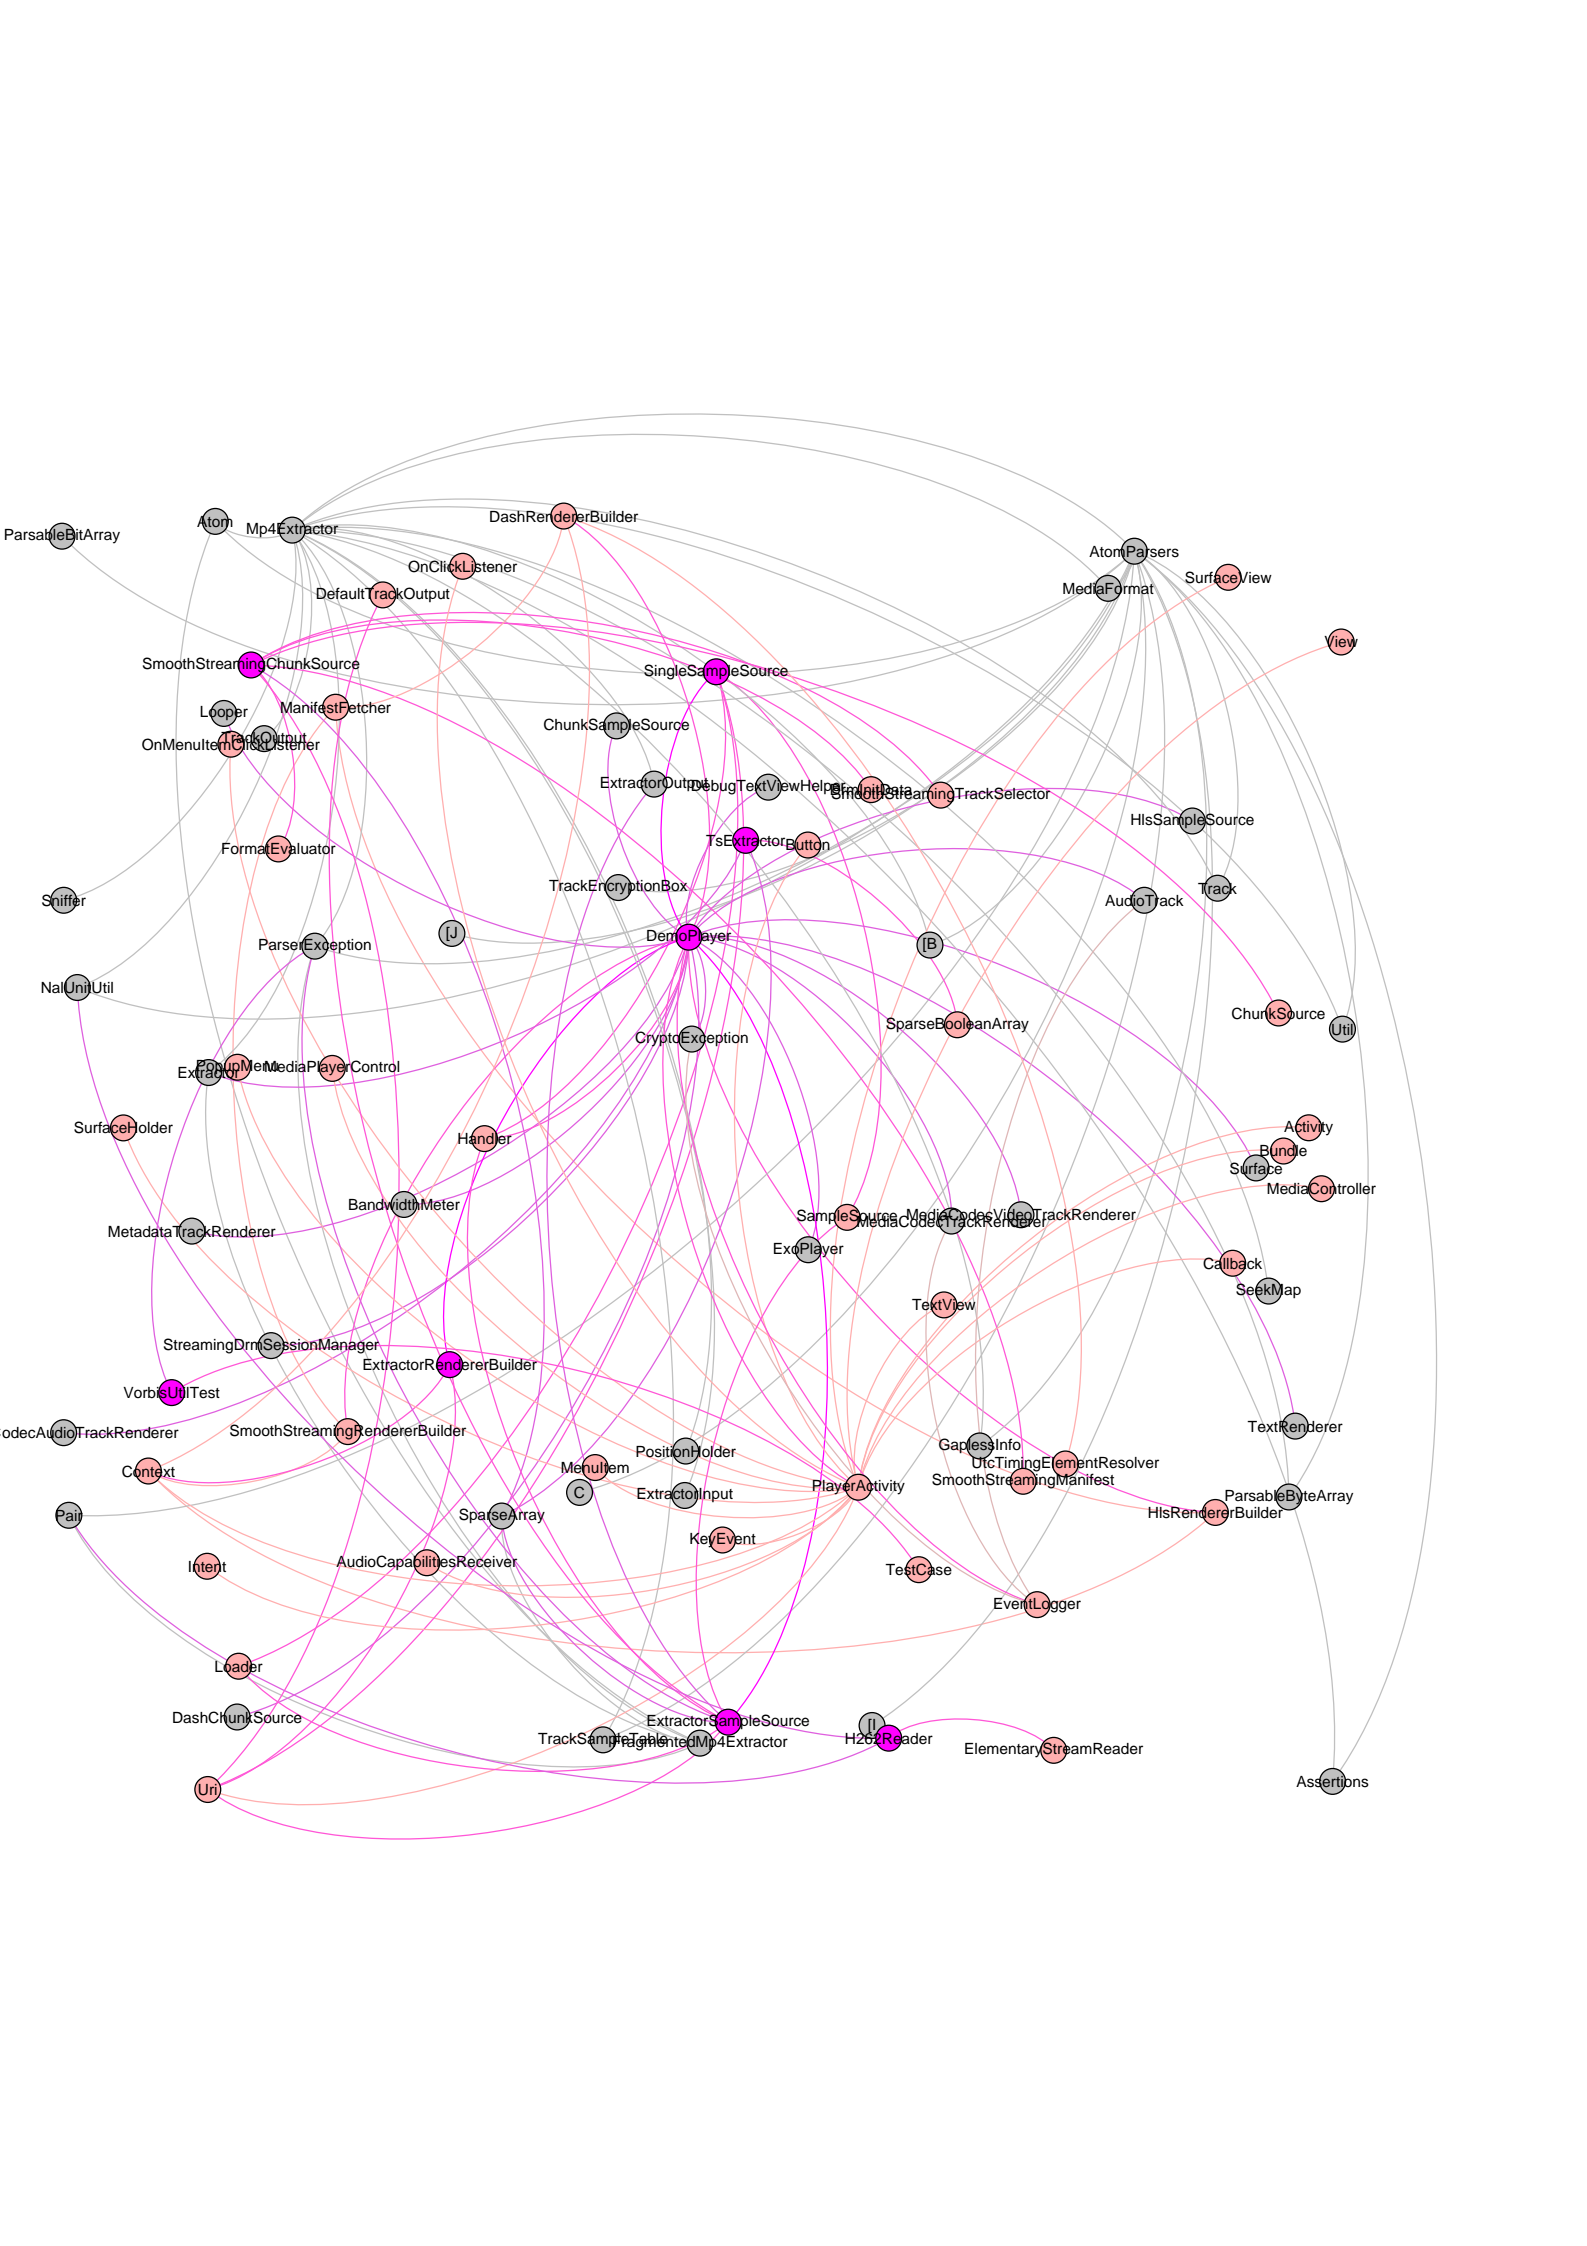 DashRendererBuilder
Atom
Mp4Extractor
ParsableBitArray
AtomParsers
OnClickListener
SurfaceView
MediaFormat
DefaultTrackOutput
View
SmoothStreamingChunkSource
SingleSampleSource
Looper
ManifestFetcher
ChunkSampleSource
TrackOutput
OnMenuItemClickListener
ExtractorOutput
DebugTextViewHelper
DrmInitData
SmoothStreamingTrackSelector
HlsSampleSource
TsExtractor
Button
FormatEvaluator
TrackEncryptionBox
Track
Sniffer
AudioTrack
[J
DemoPlayer
[B
ParserException
NalUnitUtil
ChunkSource
SparseBooleanArray
Util
CryptoException
PopupMenu
MediaPlayerControl
Extractor
SurfaceHolder
Activity
Handler
Bundle
Surface
MediaController
BandwidthMeter
SampleSource
MediaCodecVideoTrackRenderer
MediaCodecTrackRenderer
MetadataTrackRenderer
ExoPlayer
Callback
SeekMap
TextView
StreamingDrmSessionManager
ExtractorRendererBuilder
VorbisUtilTest
TextRenderer
SmoothStreamingRendererBuilder
odecAudioTrackRenderer
GaplessInfo
PositionHolder
UtcTimingElementResolver
Context
MenuItem
SmoothStreamingManifest
PlayerActivity
C
ExtractorInput
ParsableByteArray
HlsRendererBuilder
Pair
SparseArray
KeyEvent
AudioCapabilitiesReceiver
Intent
TestCase
EventLogger
Loader
DashChunkSource
ExtractorSampleSource
[I
TrackSampleTable
FragmentedMp4Extractor
H262Reader
ElementaryStreamReader
Assertions
Uri